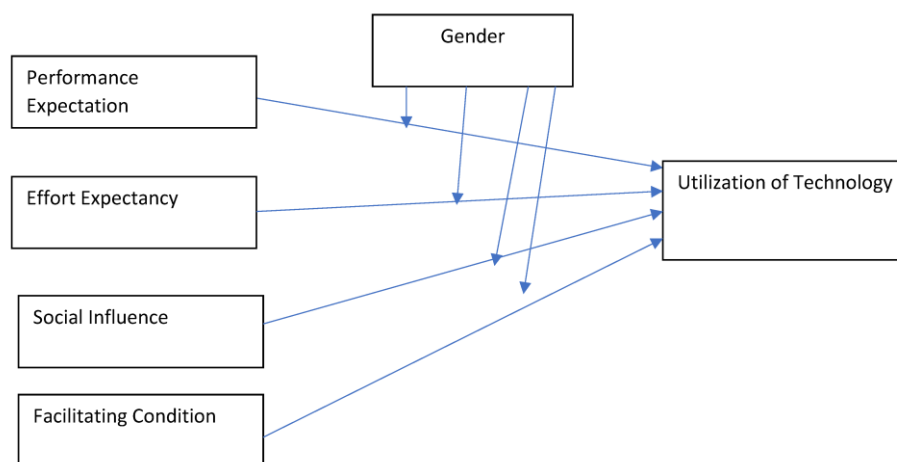 Gender
Performance
Expectation
Utilization of Technology
Effort Expectancy
Social Influence
Facilitating Condition